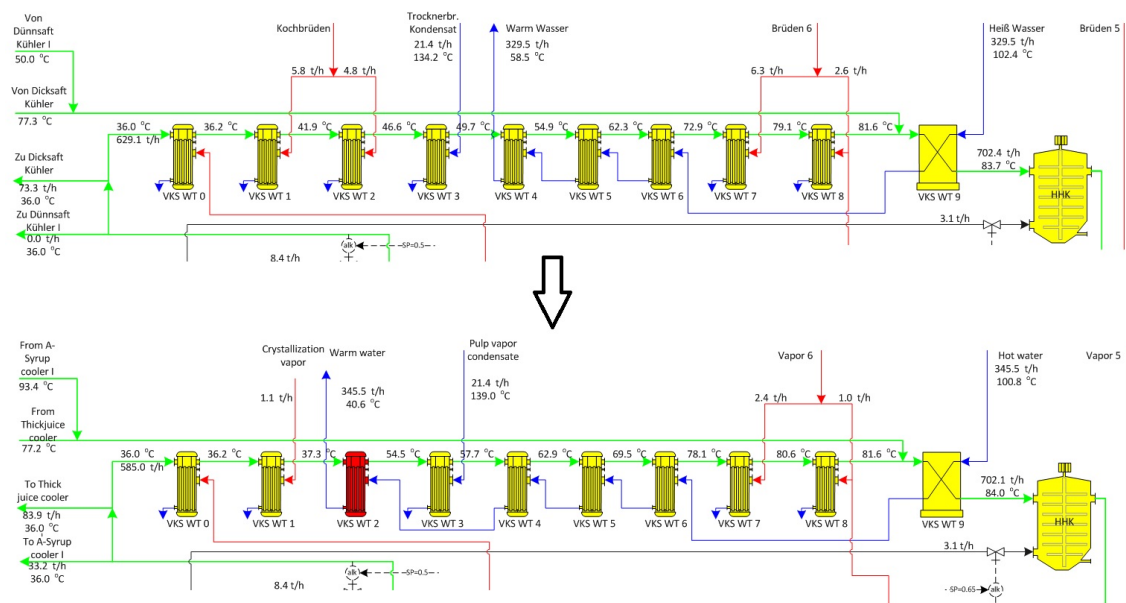 Von
Dünnsaft
Kühler I
50.0 °C
Kochbrüden
Trocknerbr.
Kondensat
21.4 t/h
134.2 °C
Warm Wasser
329.5 t/h
58.5 °C
Brüden 6
Heiß Wasser
329.5 t/h
102.4 °C
Brüden 5
5.8 t/h
4.8 t/h
6.3 t/h
2.6 t/h
Von Dicksaft
Kühler
77.3 °C
36.0 °C
629.1 t/h
36.2 °C
41.9 °C
46.6 °C
49.7 °C
54.9 °C
62.3 °C
72.9 °C
79.1 °C
81.6 °C
702.4 t/h
83.7 °C
HHK
Zu Dicksaft
Kühler
73.3 t/h
36.0 °C
VKS WT 0
VKS WT 1
VKS WT 2
VKS WT 3
VKS WT 4
VKS WT 5
VKS WT 6
VKS WT 7
VKS WT 8
VKS WT 9
Zu Dünnsaft
Kühler I
0.0 t/h
36.0 °C
3.1 t/h
alk
SP=0.5
8.4 t/h
From A-
Syrup
cooler I
93.4 °C
Crystallization
vapor
1.1 t/h
Warm water
345.5 t/h
40.6 °C
Pulp vapor
condensate
21.4 t/h
139.0 °C
Vapor 6
2.4 t/h
1.0 t/h
Hot water
345.5 t/h
100.8 °C
Vapor 5
From
Thickjuice
cooler
77.2 °C
36.0 °C
585.0 t/h
36.2 °C
37.3 °C
54.5 °C
57.7 °C
62.9 °C
69.5 °C
78.1 °C
80.6 °C
81.6 °C
702.1 t/h
84.0 °C
HHK
To Thick
juice cooler
83.9 t/h
36.0 °C
VKS WT 0
VKS WT 1
VKS WT 2
VKS WT 3
VKS WT 4
VKS WT 5
VKS WT 6
VKS WT 7
VKS WT 8
VKS WT 9
To A-Syrup
cooler I
33.2 t/h
36.0 °C
3.1 t/h
alk
SP=0.5
8.4 t/h
SP=0.65
alk